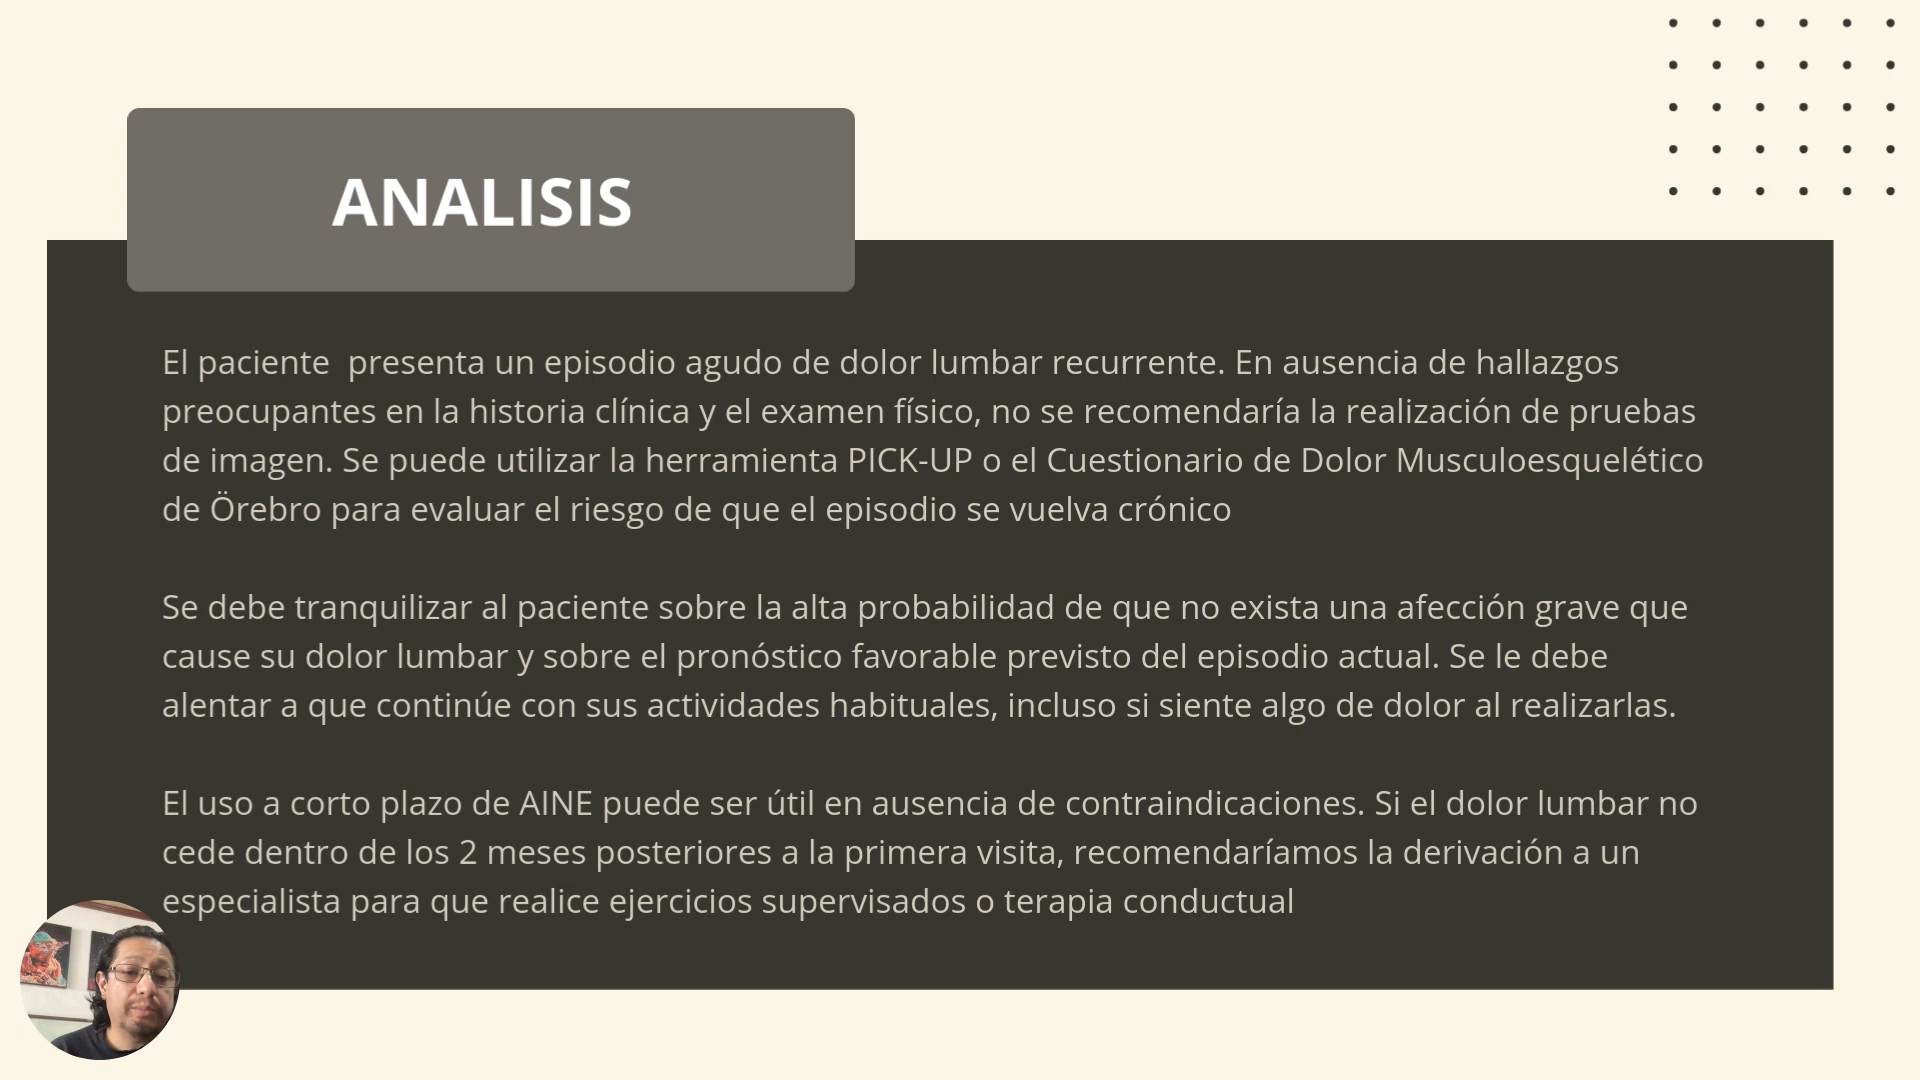 ANALISIS
El paciente  presenta un episodio agudo de dolor lumbar recurrente. En ausencia de hallazgos
preocupantes en la historia clínica y el examen físico, no se recomendaría la realización de pruebas
de imagen. Se puede utilizar la herramienta PICK-UP o el Cuestionario de Dolor Musculoesquelético
de Örebro para evaluar el riesgo de que el episodio se vuelva crónico
Se debe tranquilizar al paciente sobre la alta probabilidad de que no exista una afección grave que
cause su dolor lumbar y sobre el pronóstico favorable previsto del episodio actual. Se le debe
alentar a que continúe con sus actividades habituales, incluso si siente algo de dolor al realizarlas.
El uso a corto plazo de AINE puede ser útil en ausencia de contraindicaciones. Si el dolor lumbar no
cede dentro de los 2 meses posteriores a la primera visita, recomendaríamos la derivación a un
especialista para que realice ejercicios supervisados o terapia conductual